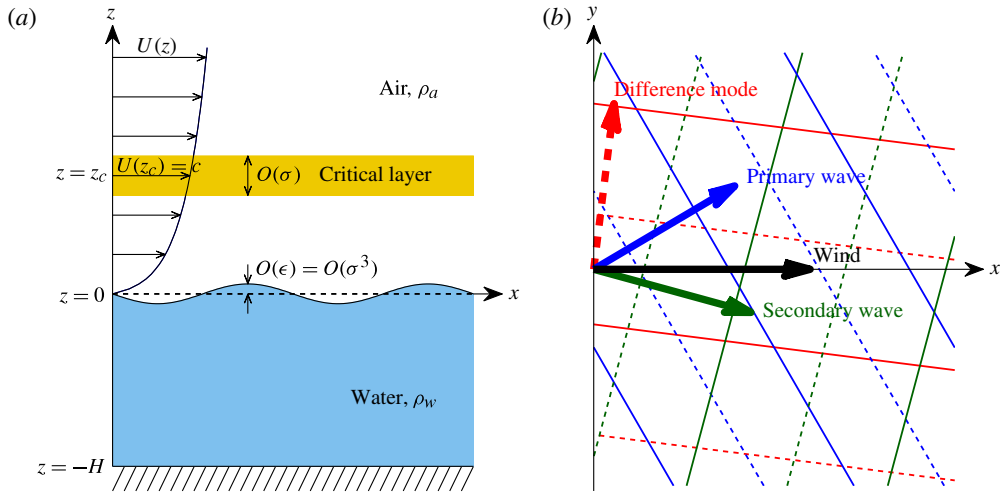 (a)
z
U(z)
Air, ρa
U(zc) = c
z = zc
O(σ)
Critical layer
O(ϵ) = O(σ³)
z = 0
x
Water, ρw
z = −H
(b)
y
Difference mode
Primary wave
Wind
x
Secondary wave